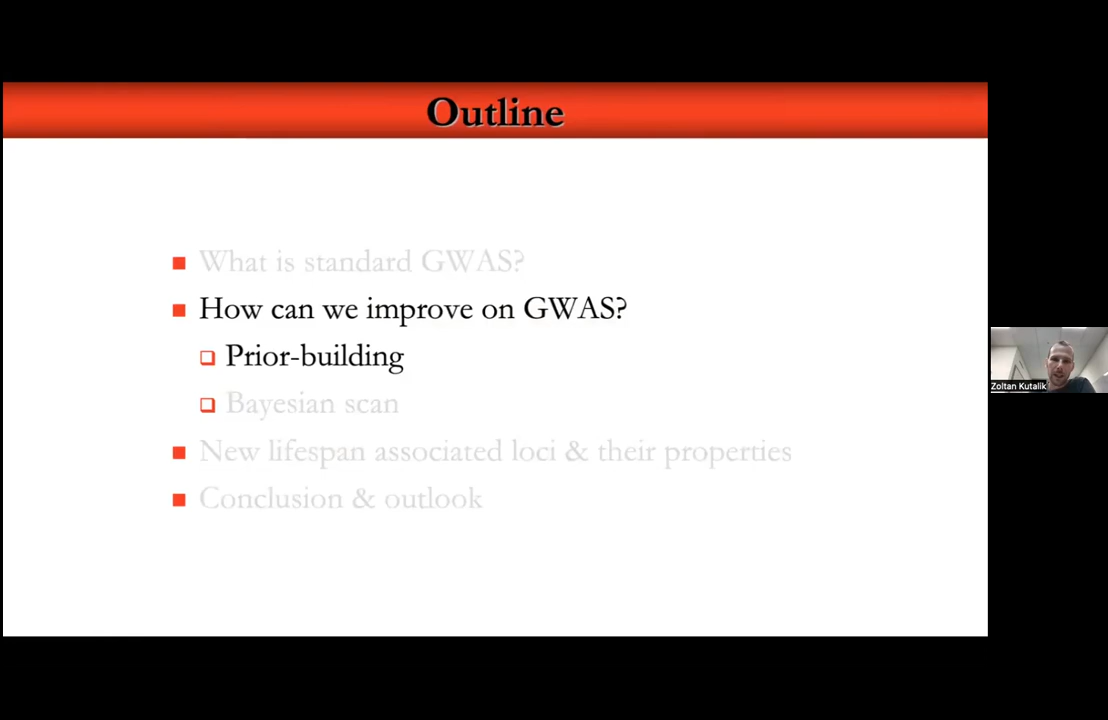 Outline
What is standard GWAS?
How can we improve on GWAS?
Prior-building
Bayesian scan
New lifespan associated loci & their properties
Conclusion & outlook
Zoltan Kutalik